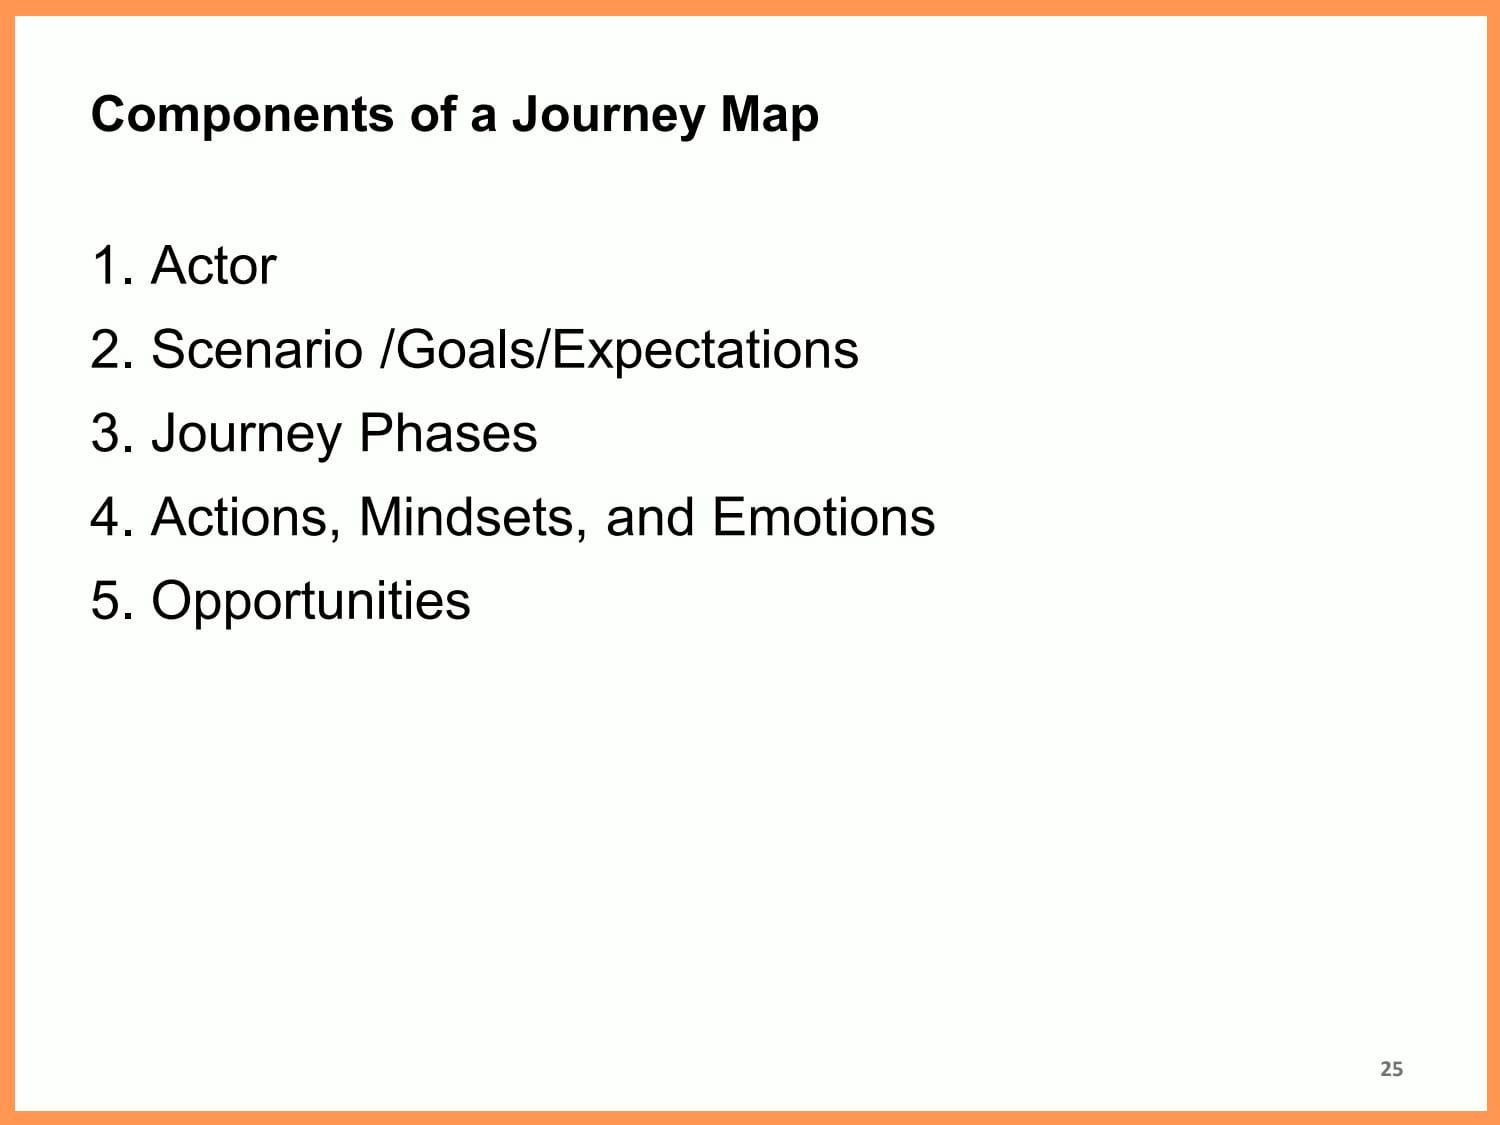 Components of a Journey Map
1. Actor
2. Scenario /Goals/Expectations
3. Journey Phases
4. Actions, Mindsets, and Emotions
5. Opportunities
25